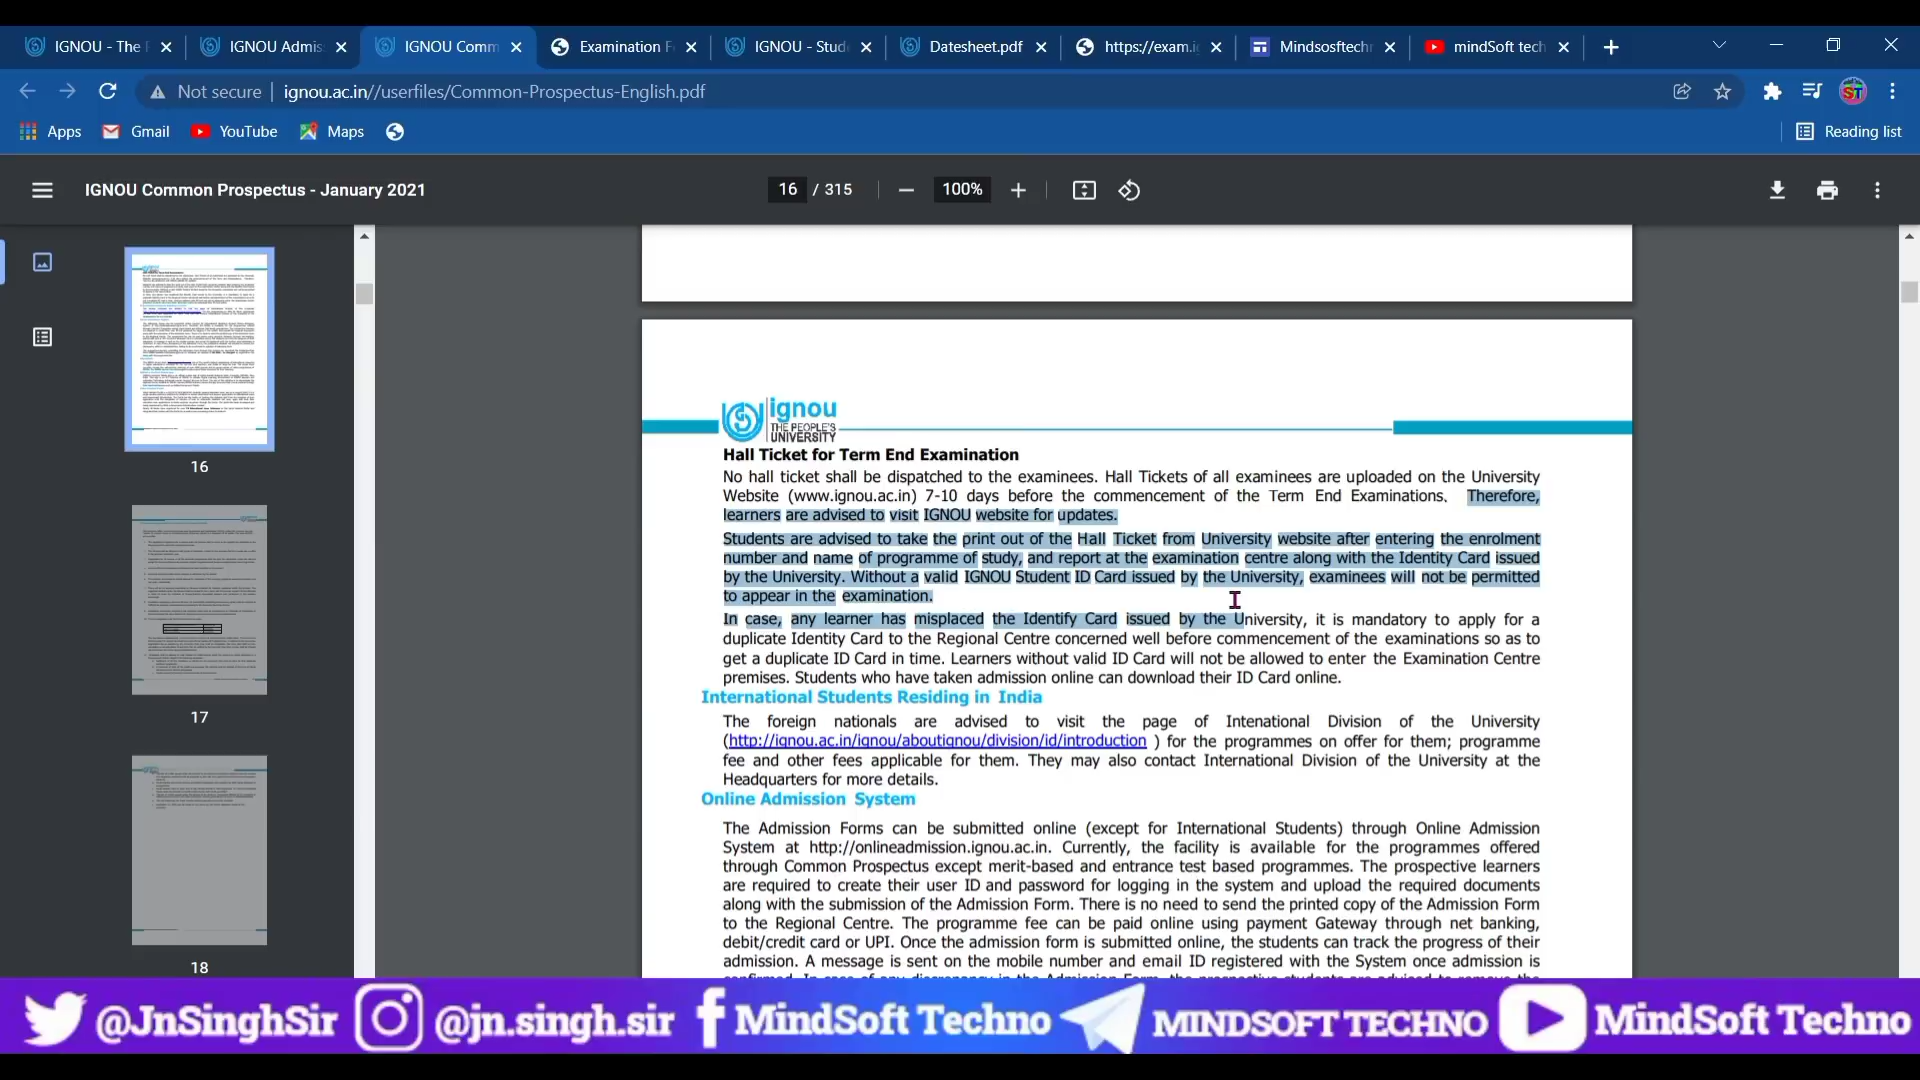 IGNOU - The
IGNOU Admis
IGNOU Comm
Examination F
IGNOU - Stud
Datesheet.pdf
https://exam.i
Mindsosftech
mindSoft tech
Not secure | ignou.ac.in//userfiles/Common-Prospectus-English.pdf
Apps Gmail YouTube Maps Reading list
IGNOU Common Prospectus - January 2021
16 / 315
100%
16
17
18
ignou
THE PEOPLE'S
UNIVERSITY
Hall Ticket for Term End Examination
No hall ticket shall be dispatched to the examinees. Hall Tickets of all examinees are uploaded on the University
Website (www.ignou.ac.in) 7-10 days before the commencement of the Term End Examinations. Therefore,
learners are advised to visit IGNOU website for updates.
Students are advised to take the print out of the Hall Ticket from University website after entering the enrolment
number and name of programme of study, and report at the examination centre along with the Identity Card issued
by the University. Without a valid IGNOU Student ID Card issued by the University, examinees will not be permitted
to appear in the examination.
In case, any learner has misplaced the Identify Card issued by the University, it is mandatory to apply for a
duplicate Identity Card to the Regional Centre concerned well before commencement of the examinations so as to
get a duplicate ID Card in time. Learners without valid ID Card will not be allowed to enter the Examination Centre
premises. Students who have taken admission online can download their ID Card online.
International Students Residing in India
The foreign nationals are advised to visit the page of Intenational Division of the University
(http://ignou.ac.in/ignou/aboutignou/division/id/introduction ) for the programmes on offer for them; programme
fee and other fees applicable for them. They may also contact International Division of the University at the
Headquarters for more details.
Online Admission System
The Admission Forms can be submitted online (except for International Students) through Online Admission
System at http://onlineadmission.ignou.ac.in. Currently, the facility is available for the programmes offered
through Common Prospectus except merit-based and entrance test based programmes. The prospective learners
are required to create their user ID and password for logging in the system and upload the required documents
along with the submission of the Admission Form. There is no need to send the printed copy of the Admission Form
to the Regional Centre. The programme fee can be paid online using payment Gateway through net banking,
debit/credit card or UPI. Once the admission form is submitted online, the students can track the progress of their
admission. A message is sent on the mobile number and email ID registered with the System once admission is
@JnSinghSir @jn.singh.sir MindSoft Techno MINDSOFT TECHNO MindSoft Techno